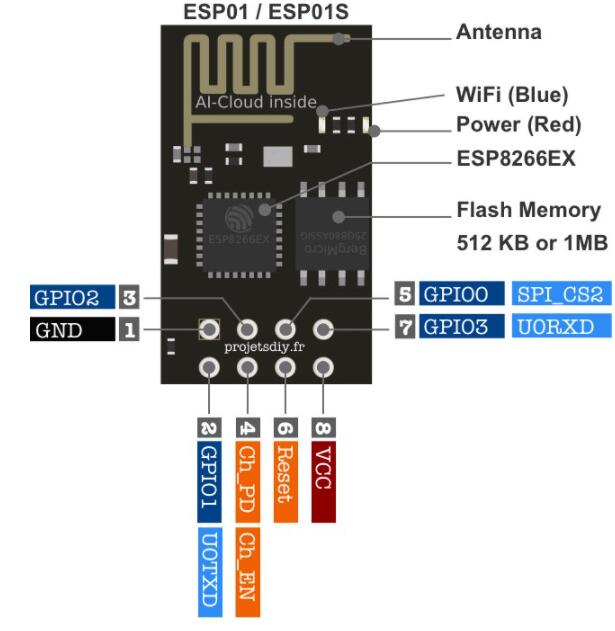 ESP01 / ESP01S
Antenna
AI-Cloud inside
WiFi (Blue)
Power (Red)
ESP8266EX
ESP8266EX
BergMicro
25Q80ASSIG
Flash Memory
512 KB or 1MB
GPIO2 3
5 GPIO0 SPI_CS2
GND 1
7 GPIO3 U0RXD
projetsdiy.fr
2 GPIO1 U0TXD
4 Ch_PD Ch_EN
6 Reset
8 VCC